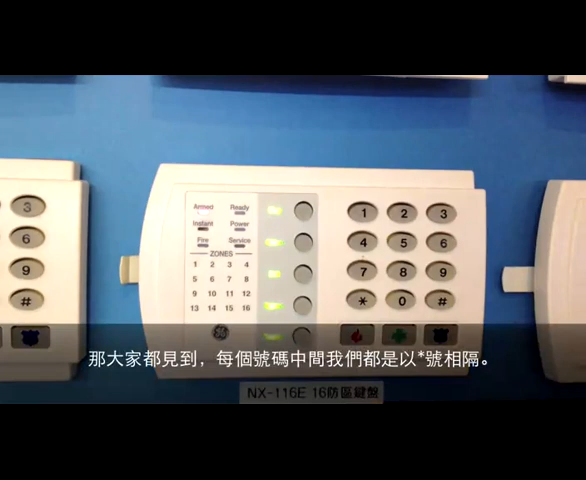 Armed Ready
Instant Power
Fire Service
ZONES
1 2 3 4
5 6 7 8
9 10 11 12
13 14 15 16
1 2 3
4 5 6
7 8 9
* 0 #
3
6
9
#
那大家都見到，每個號碼中間我們都是以*號相隔。
NX-116E 16防區鍵盤